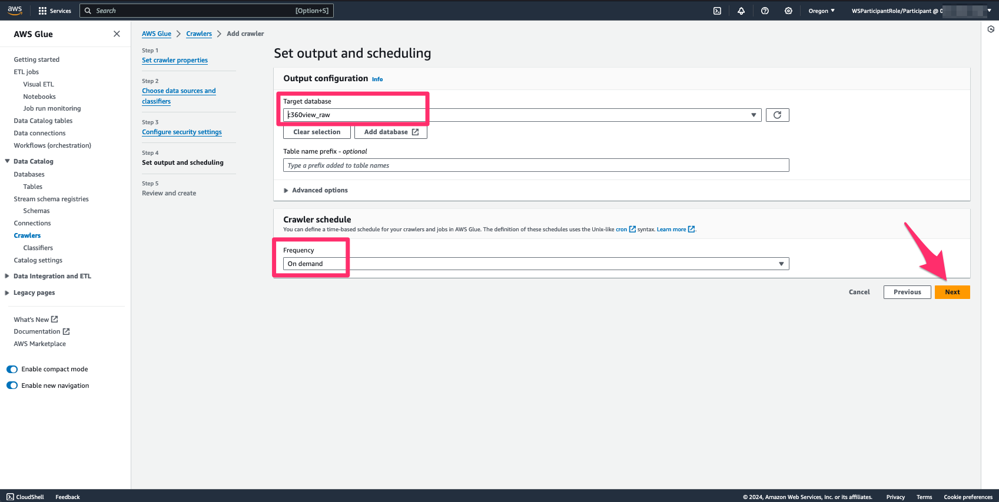 aws
Services
Search
[Option+S]
Oregon
WSParticipantRole/Participant @ 0
AWS Glue
Getting started
ETL jobs
Visual ETL
Notebooks
Job run monitoring
Data Catalog tables
Data connections
Workflows (orchestration)
Data Catalog
Databases
Tables
Stream schema registries
Schemas
Connections
Crawlers
Classifiers
Catalog settings
Data Integration and ETL
Legacy pages
What's New
Documentation
AWS Marketplace
Enable compact mode
Enable new navigation
AWS Glue
Crawlers
Add crawler
Step 1
Set crawler properties
Step 2
Choose data sources and
classifiers
Step 3
Configure security settings
Step 4
Set output and scheduling
Step 5
Review and create
Set output and scheduling
Output configuration Info
Target database
c360view_raw
Clear selection
Add database
Table name prefix - optional
Type a prefix added to table names
Advanced options
Crawler schedule
You can define a time-based schedule for your crawlers and jobs in AWS Glue. The definition of these schedules uses the Unix-like cron syntax. Learn more.
Frequency
On demand
Cancel
Previous
Next
CloudShell
Feedback
© 2024, Amazon Web Services, Inc. or its affiliates.
Privacy
Terms
Cookie preferences